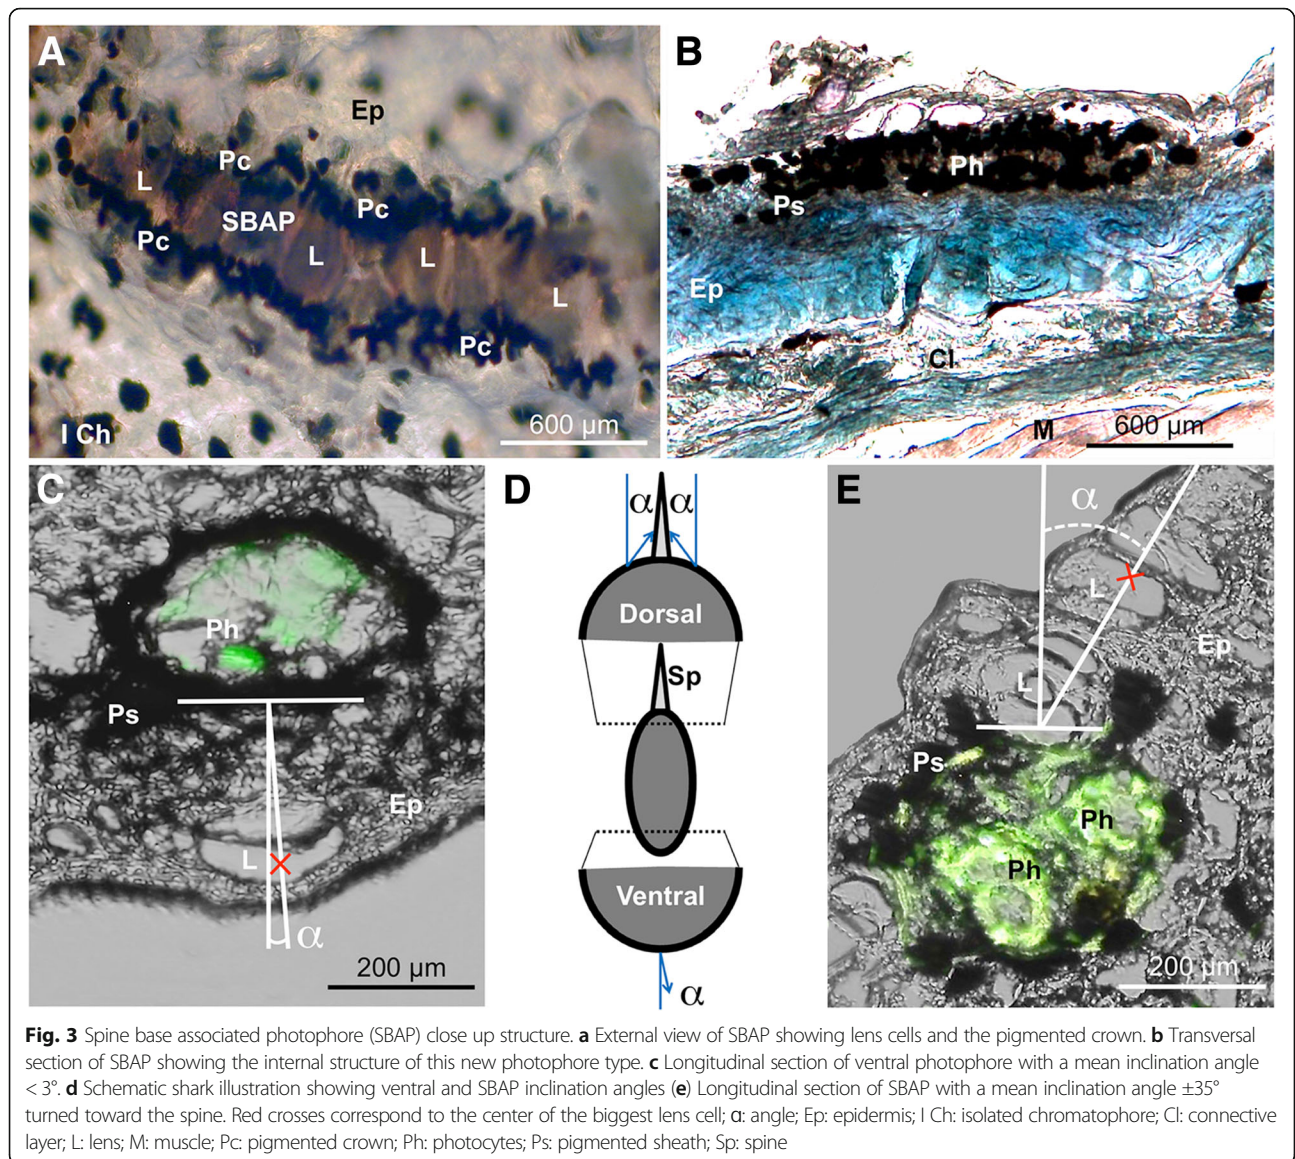 A
Ep
Pc
L
Pc
SBAP
Pc
L
L
L
Pc
I Ch
600 µm
B
Ph
Ps
Ep
Cl
M
600 µm
C
Ph
Ps
Ep
L
α
200 µm
D
α α
Dorsal
Sp
Ventral
α
E
α
L
Ep
L
Ps
Ph
Ph
200 µm
Fig. 3 Spine base associated photophore (SBAP) close up structure. a External view of SBAP showing lens cells and the pigmented crown. b Transversal
section of SBAP showing the internal structure of this new photophore type. c Longitudinal section of ventral photophore with a mean inclination angle
< 3°. d Schematic shark illustration showing ventral and SBAP inclination angles (e) Longitudinal section of SBAP with a mean inclination angle ±35°
turned toward the spine. Red crosses correspond to the center of the biggest lens cell; α: angle; Ep: epidermis; I Ch: isolated chromatophore; Cl: connective
layer; L: lens; M: muscle; Pc: pigmented crown; Ph: photocytes; Ps: pigmented sheath; Sp: spine